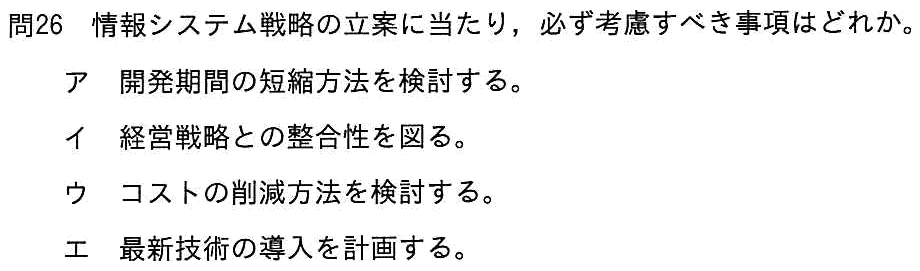 問26 情報システム戦略の立案に当たり，必ず考慮すべき事項はどれか。
ア 開発期間の短縮方法を検討する。
イ 経営戦略との整合性を図る。
ウ コストの削減方法を検討する。
エ 最新技術の導入を計画する。